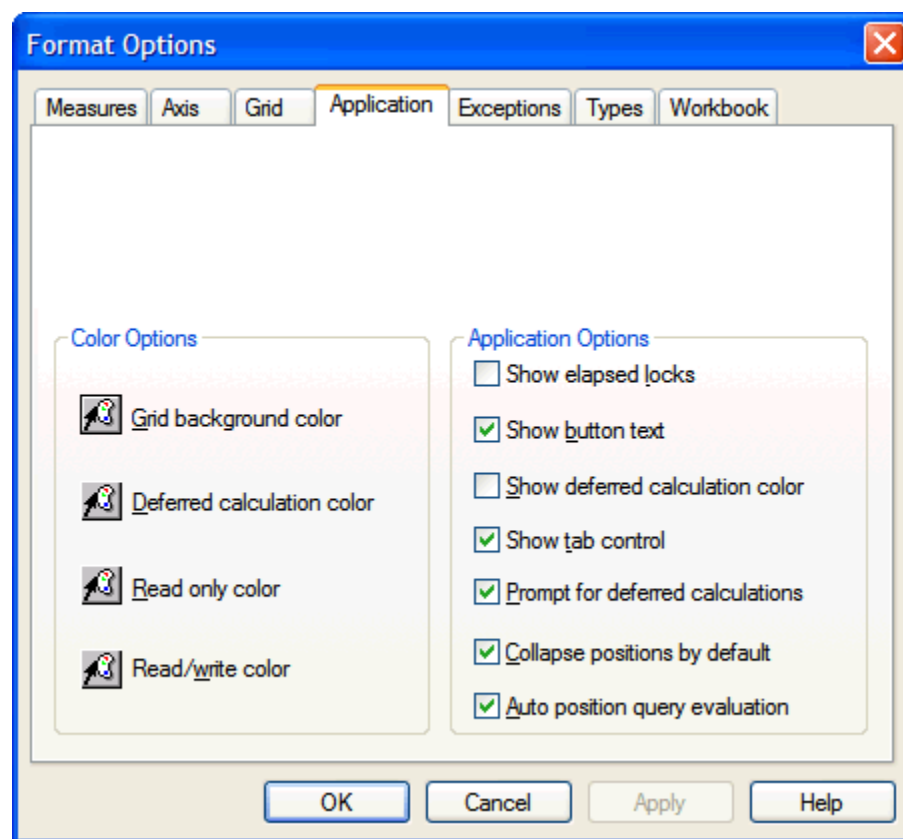 Format Options
Measures Axis Grid Application Exceptions Types Workbook
Color Options
Grid background color
Deferred calculation color
Read only color
Read/write color
Application Options
Show elapsed locks
Show button text
Show deferred calculation color
Show tab control
Prompt for deferred calculations
Collapse positions by default
Auto position query evaluation
OK Cancel Apply Help